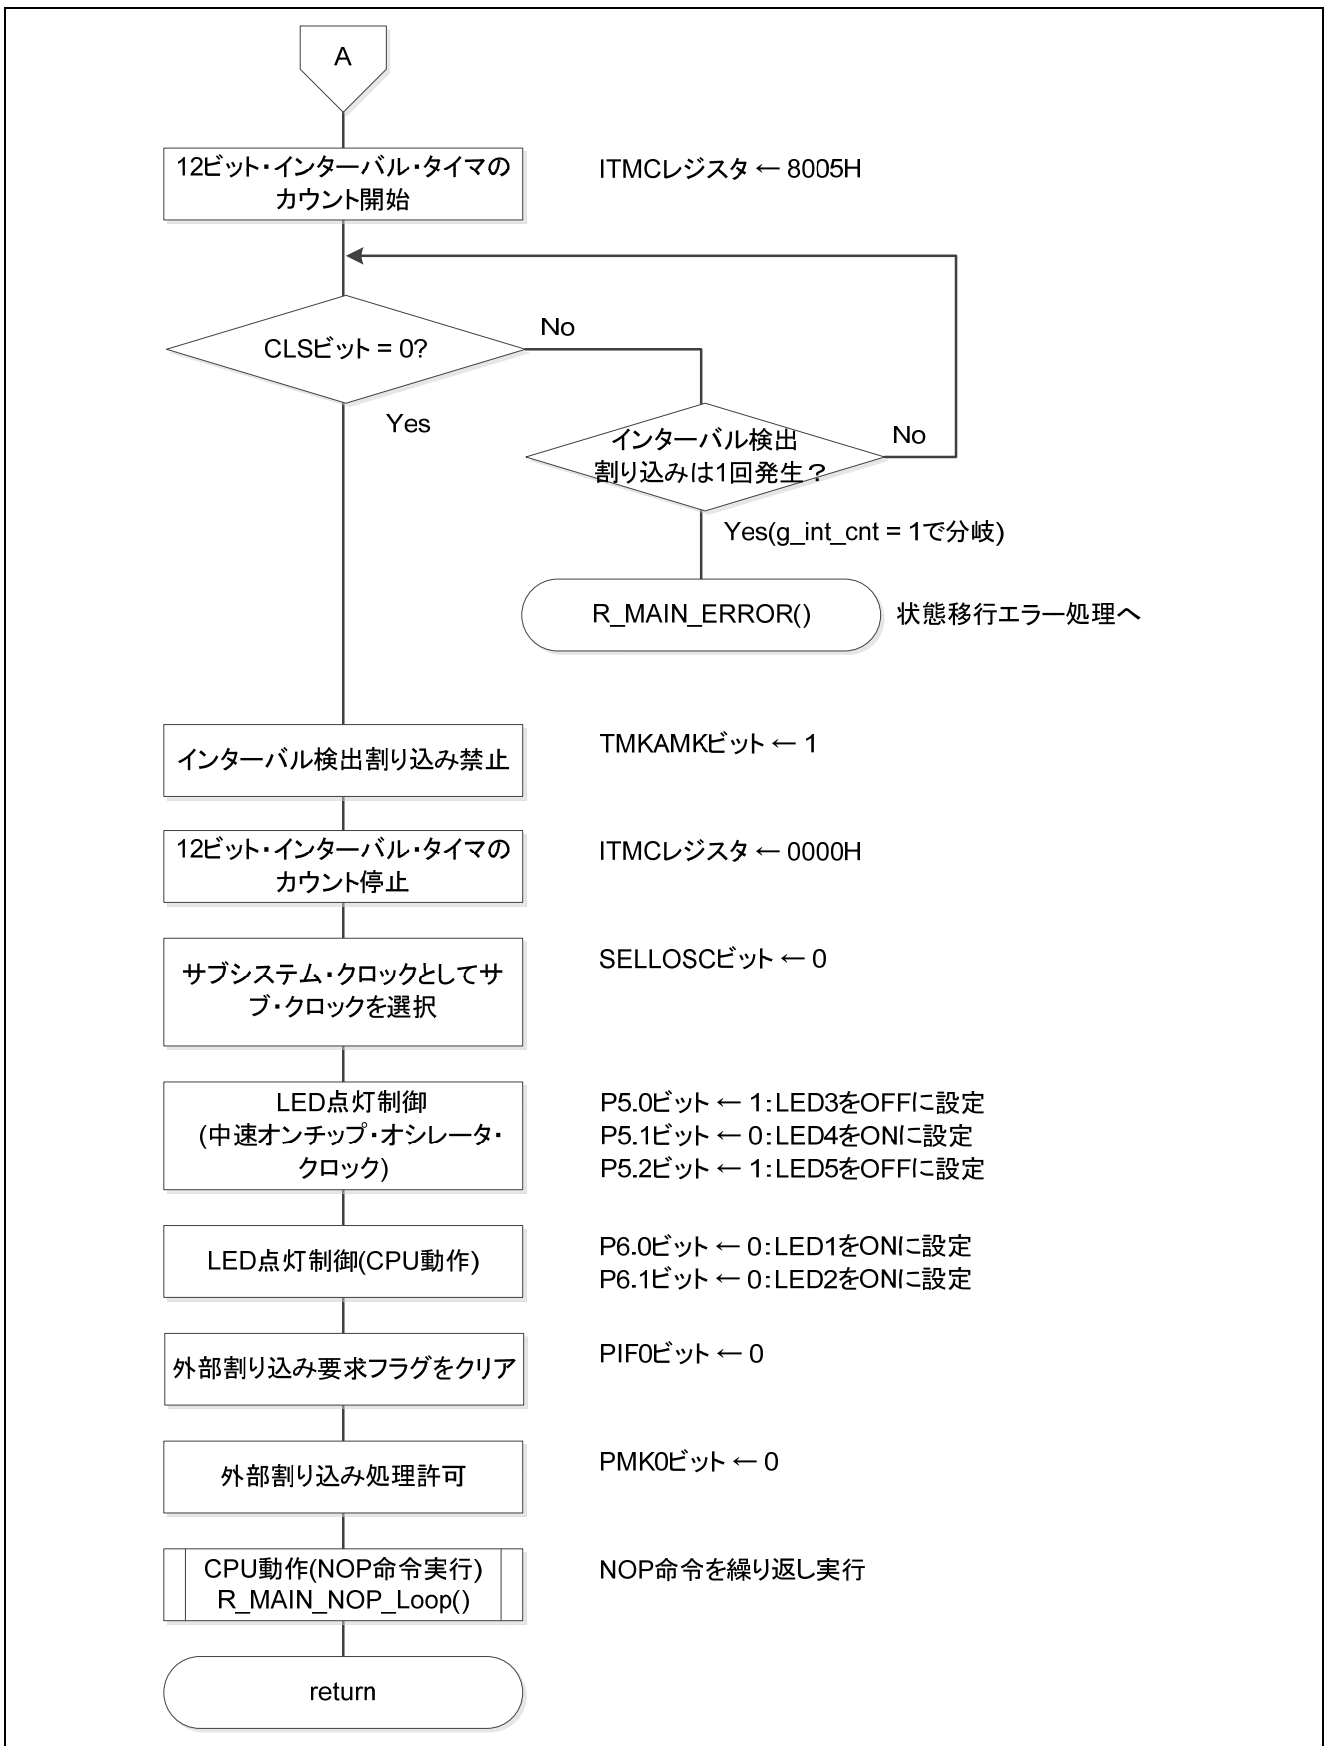 A
12ビット・インターバル・タイマの
カウント開始
ITMCレジスタ ← 8005H
CLSビット = 0?
No
Yes
インターバル検出
割り込みは1回発生？
No
Yes(g_int_cnt = 1で分岐)
R_MAIN_ERROR()
状態移行エラー処理へ
インターバル検出割り込み禁止
TMKAMKビット ← 1
12ビット・インターバル・タイマの
カウント停止
ITMCレジスタ ← 0000H
サブシステム・クロックとしてサ
ブ・クロックを選択
SELLOSCビット ← 0
LED点灯制御
(中速オンチップ・オシレータ・
クロック)
P5.0ビット ← 1:LED3をOFFに設定
P5.1ビット ← 0:LED4をONに設定
P5.2ビット ← 1:LED5をOFFに設定
LED点灯制御(CPU動作)
P6.0ビット ← 0:LED1をONに設定
P6.1ビット ← 0:LED2をONに設定
外部割り込み要求フラグをクリア
PIF0ビット ← 0
外部割り込み処理許可
PMK0ビット ← 0
CPU動作(NOP命令実行)
R_MAIN_NOP_Loop()
NOP命令を繰り返し実行
return